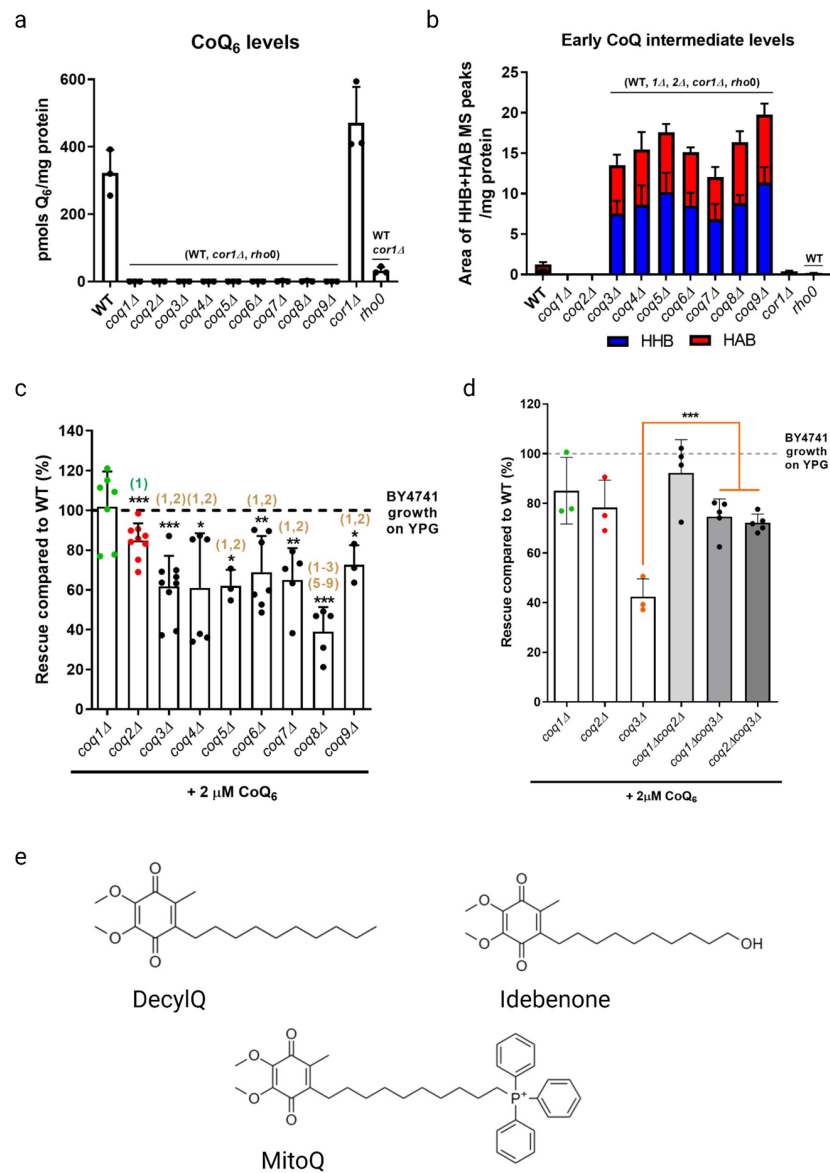 a
CoQ6 levels
pmols Q6/mg protein
600
400
200
0
(WT, cor1Δ, rho0)
WT
cor1Δ
WT
coq1Δ
coq2Δ
coq3Δ
coq4Δ
coq5Δ
coq6Δ
coq7Δ
coq8Δ
coq9Δ
cor1Δ
rho0
b
Early CoQ intermediate levels
Area of HHB+HAB MS peaks
/mg protein
25
20
15
10
5
0
(WT, 1Δ, 2Δ, cor1Δ, rho0)
WT
WT
coq1Δ
coq2Δ
coq3Δ
coq4Δ
coq5Δ
coq6Δ
coq7Δ
coq8Δ
coq9Δ
cor1Δ
rho0
HHB
HAB
c
Rescue compared to WT (%)
140
120
100
80
60
40
20
0
(1)
***
(1,2)
***
(1,2)
*
(1,2)
*
(1,2)
**
(1,2)
**
(1-3)
(5-9)
***
(1,2)
*
BY4741
growth
on YPG
coq1Δ
coq2Δ
coq3Δ
coq4Δ
coq5Δ
coq6Δ
coq7Δ
coq8Δ
coq9Δ
+ 2 µM CoQ6
d
Rescue compared to WT (%)
120
100
80
60
40
20
0
***
BY4741
growth
on YPG
coq1Δ
coq2Δ
coq3Δ
coq1Δcoq2Δ
coq1Δcoq3Δ
coq2Δcoq3Δ
+ 2µM CoQ6
e
O
O
O
O
DecylQ
O
O
O
O
OH
Idebenone
O
O
O
O
P+
MitoQ